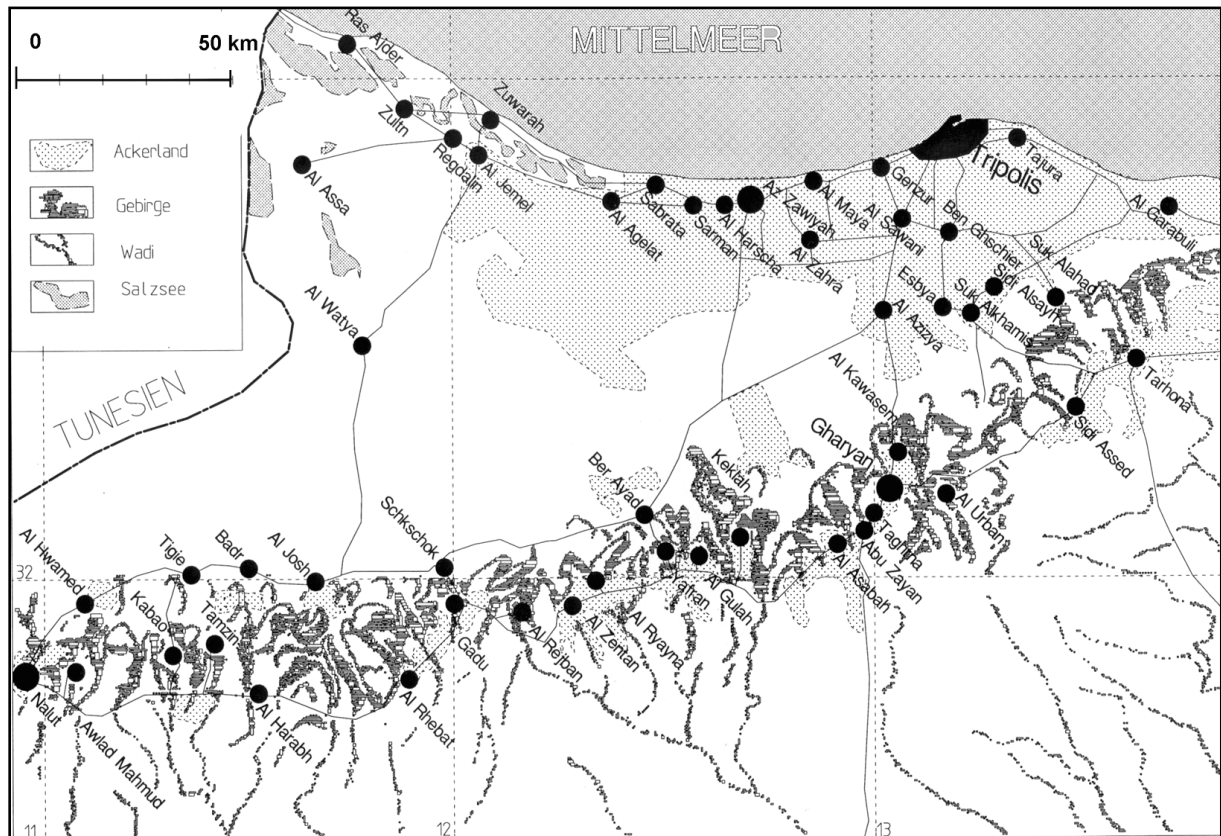 0 50 km
MITTELMEER
Ackerland
Gebirge
Wadi
Salzsee
TUNESIEN
Ras Ajder
Zultn
Zuwarah
Regdalin
Al Jemel
Al Assa
Al Agelat
Sabrata
Sarman
Al Harscha
Az Zawiyah
Al Maya
Al Zahra
Genzur
Al Sawani
Tripolis
Tajura
Ben Ghschier
Al Garabuli
Suk Alahad
Sidi Alsayh
Suk Alkhamis
Esbya
Al Azizya
Al Watya
Al Kawasem
Tarhona
Sidi Assed
Gharyan
Al Urban
Taghna
Abu Zayan
Al Asabah
Keklah
Ber Ayad
Al Gulah
Yafran
Al Ryayna
Al Zentan
Al Rejban
Schkschok
Gadu
Al Rhebat
Al Josh
Badr
Tigie
Al Hwamed
Kabao
Tamzin
Al Harabh
Nalut
Awlad Mahmud
32
11
12
13